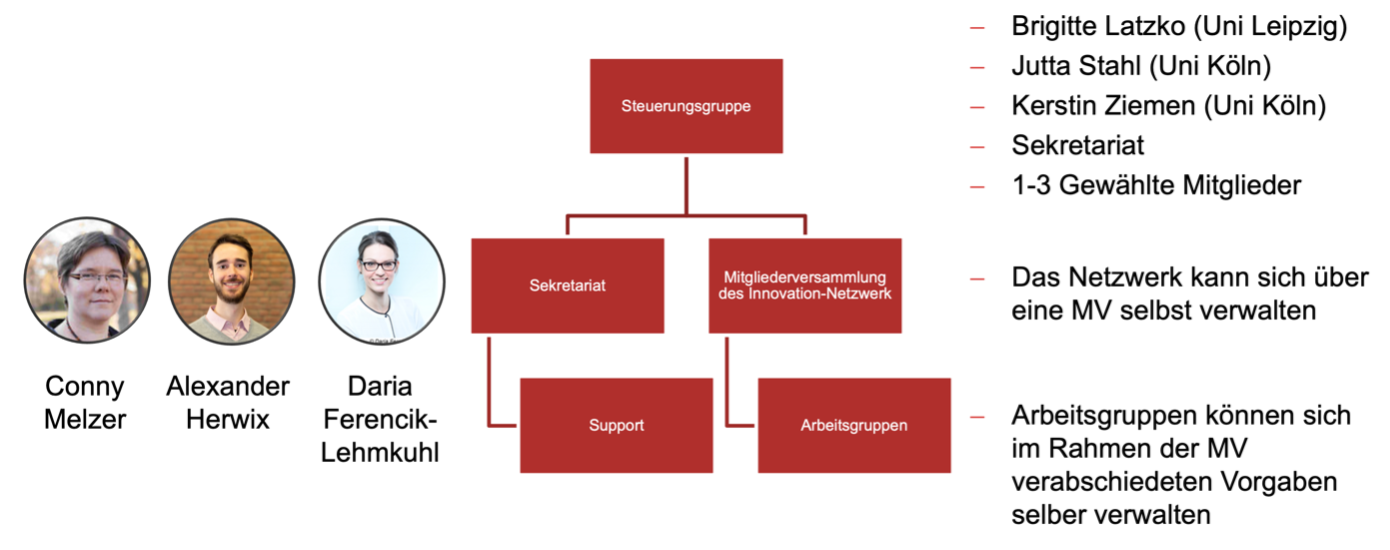 Brigitte Latzko (Uni Leipzig)
Jutta Stahl (Uni Köln)
Kerstin Ziemen (Uni Köln)
Sekretariat
1-3 Gewählte Mitglieder
Steuerungsgruppe
Sekretariat
Mitgliederversammlung
des Innovation-Netzwerk
Das Netzwerk kann sich über
eine MV selbst verwalten
Conny
Melzer
Alexander
Herwix
Daria
Ferencik-
Lehmkuhl
Support
Arbeitsgruppen
Arbeitsgruppen können sich
im Rahmen der MV
verabschiedeten Vorgaben
selber verwalten